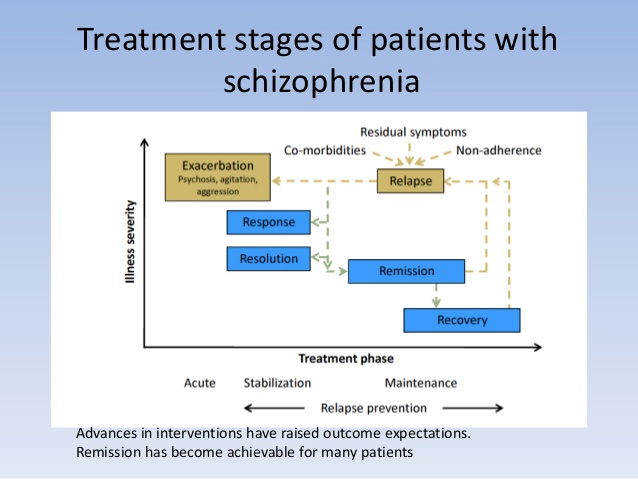 Treatment stages of patients with
schizophrenia
Residual symptoms
Co-morbidities
Non-adherence
Exacerbation
Psychosis, agitation,
aggression
Relapse
Response
Resolution
Remission
Recovery
Illness severity
Treatment phase
Acute
Stabilization
Maintenance
Relapse prevention
Advances in interventions have raised outcome expectations.
Remission has become achievable for many patients